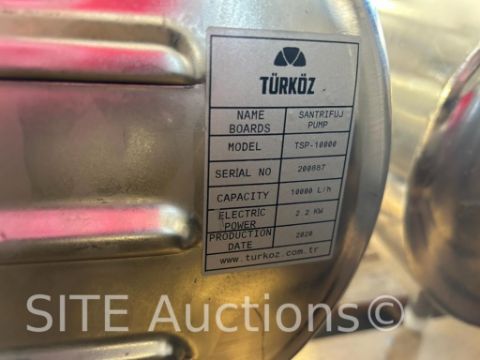 TÜRKÖZ
NAME BOARDS SANTRIFUJ PUMP
MODEL TSP-10000
SERIAL NO 200887
CAPACITY 10000 L/h
ELECTRIC POWER 2.2 KW
PRODUCTION DATE 2020
www.turkoz.com.tr
SITE Auctions©